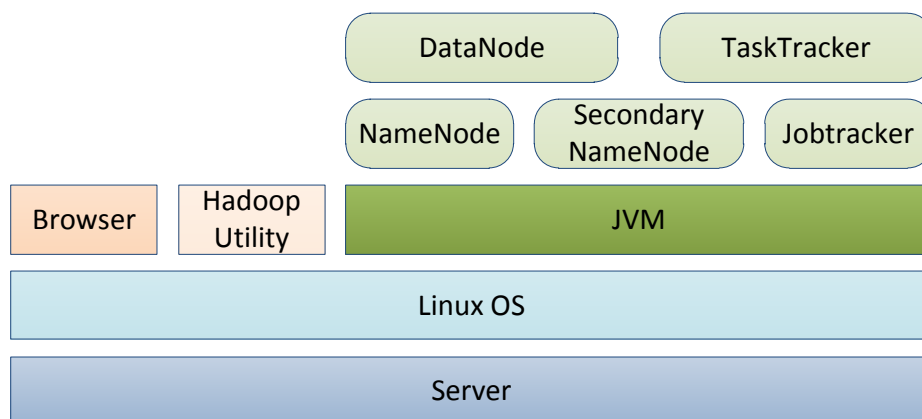 DataNode
TaskTracker
NameNode
Secondary
NameNode
Jobtracker
Browser
Hadoop
Utility
JVM
Linux OS
Server